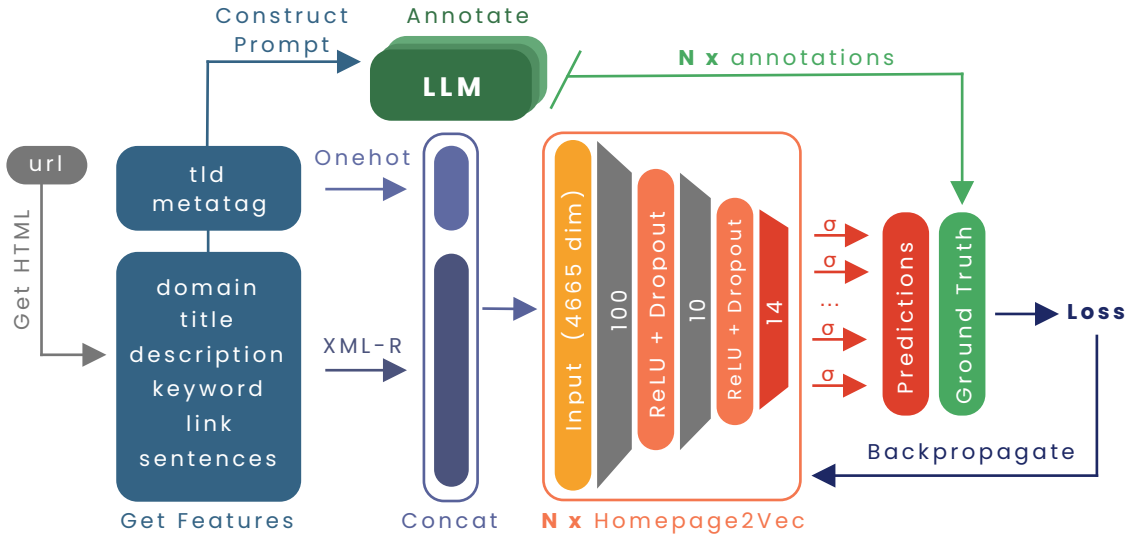 Construct
Prompt
Annotate
LLM
N x annotations
url
Get HTML
tld
metatag
domain
title
description
keyword
link
sentences
Get Features
Onehot
XML-R
Concat
Input (4665 dim)
100
ReLU + Dropout
10
ReLU + Dropout
14
N x Homepage2Vec
σ
σ
...
σ
σ
Predictions
Ground Truth
Loss
Backpropagate